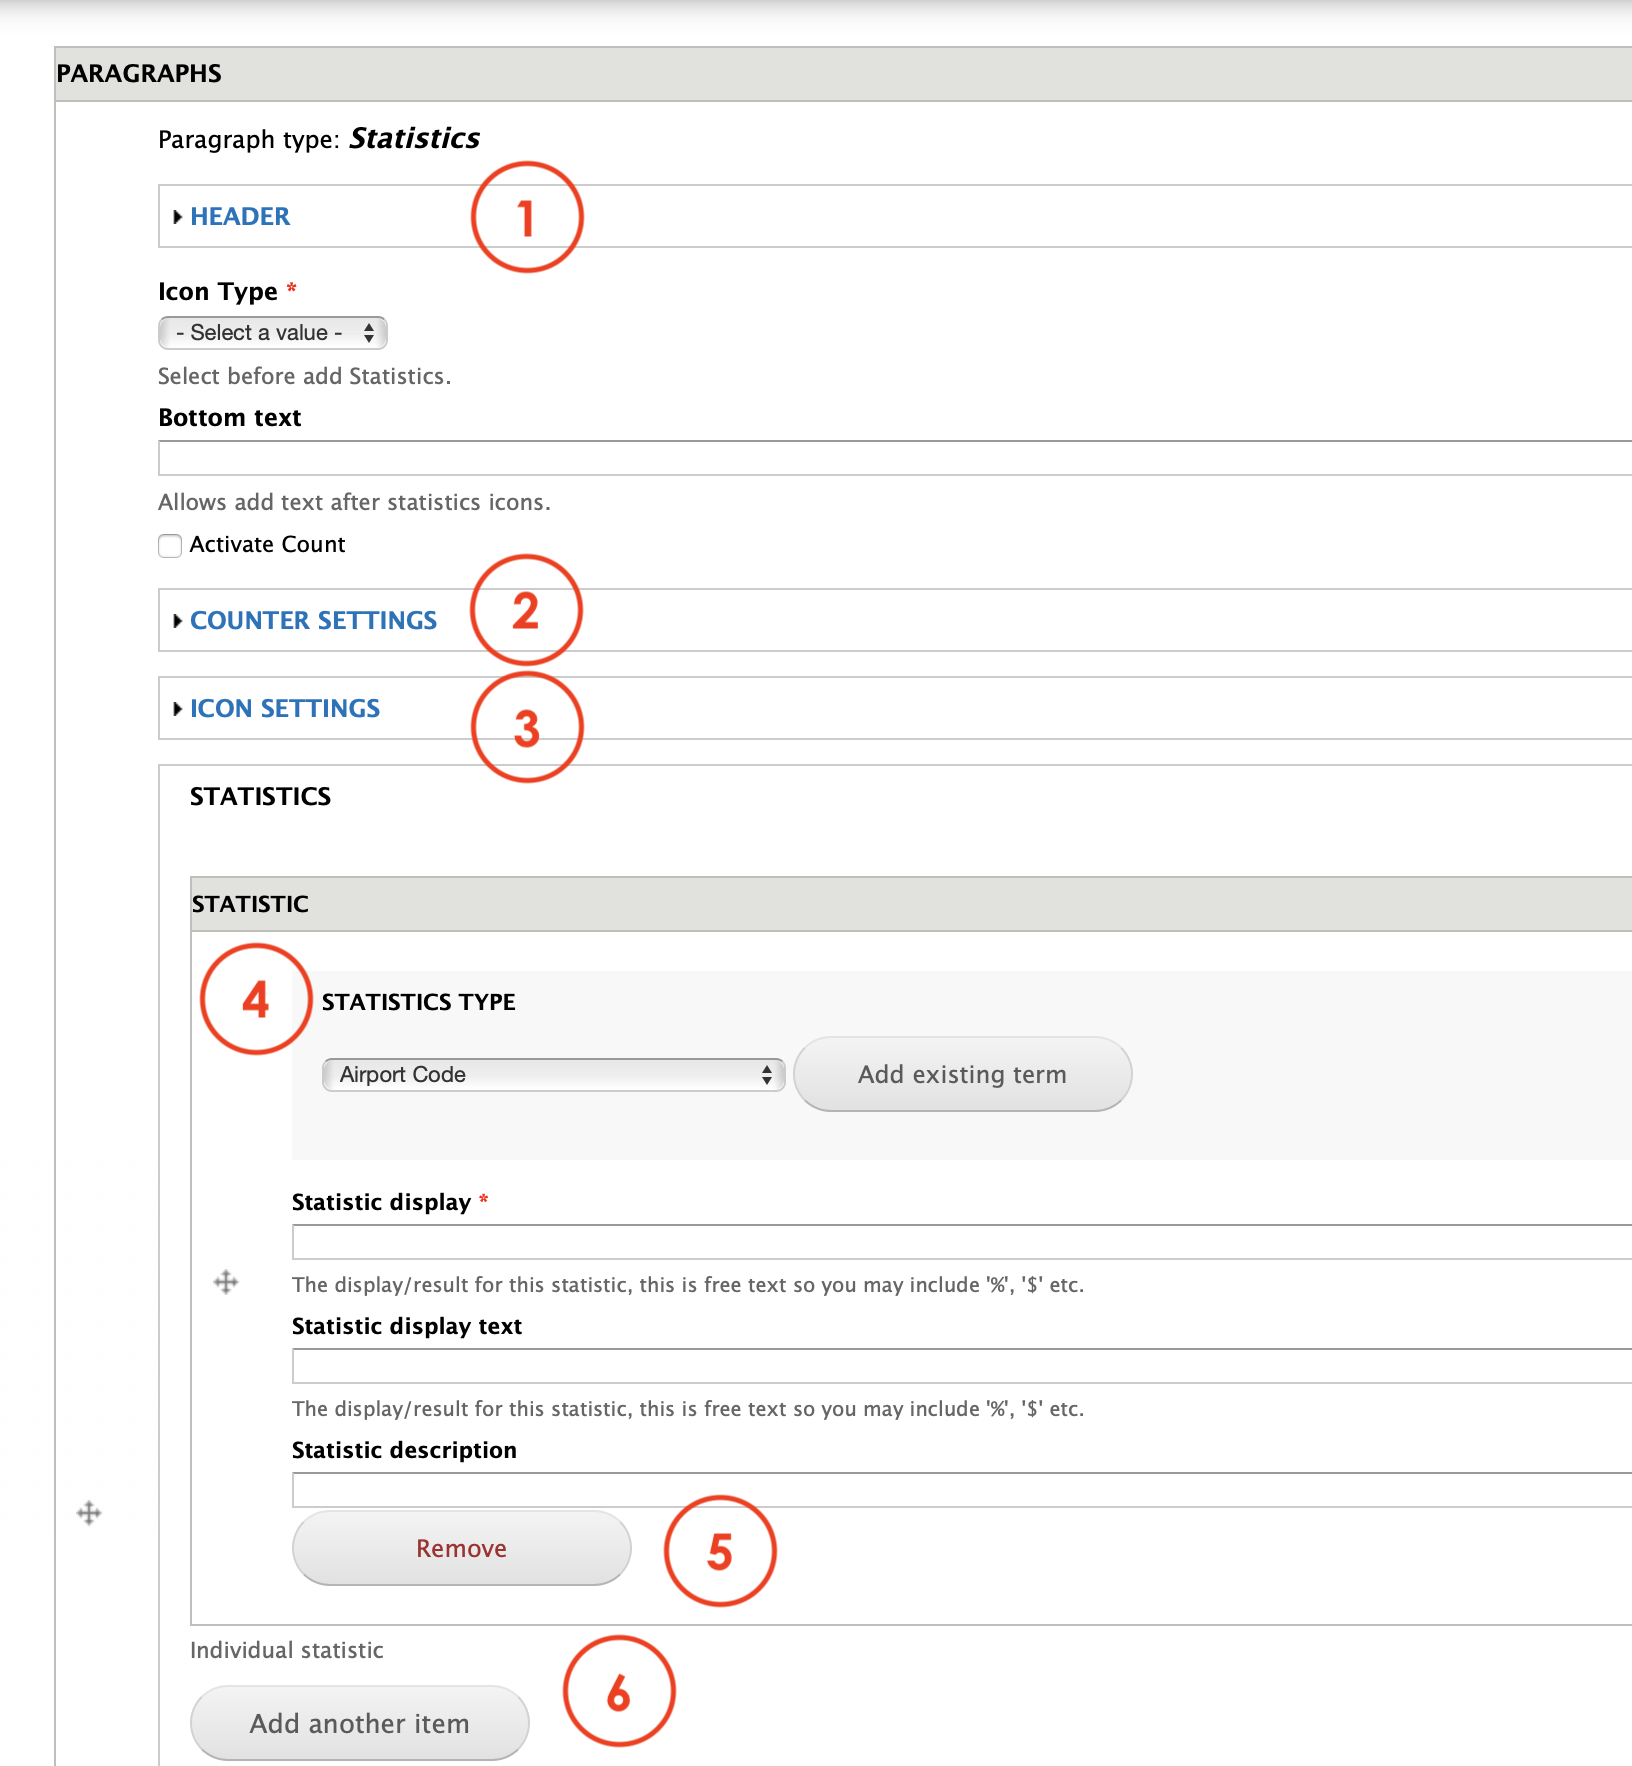 PARAGRAPHS
Paragraph type: Statistics
HEADER
1
Icon Type *
- Select a value -
Select before add Statistics.
Bottom text
Allows add text after statistics icons.
Activate Count
COUNTER SETTINGS
2
ICON SETTINGS
3
STATISTICS
STATISTIC
4
STATISTICS TYPE
Airport Code
Add existing term
Statistic display *
The display/result for this statistic, this is free text so you may include '%', '$' etc.
Statistic display text
The display/result for this statistic, this is free text so you may include '%', '$' etc.
Statistic description
Remove
5
Individual statistic
6
Add another item